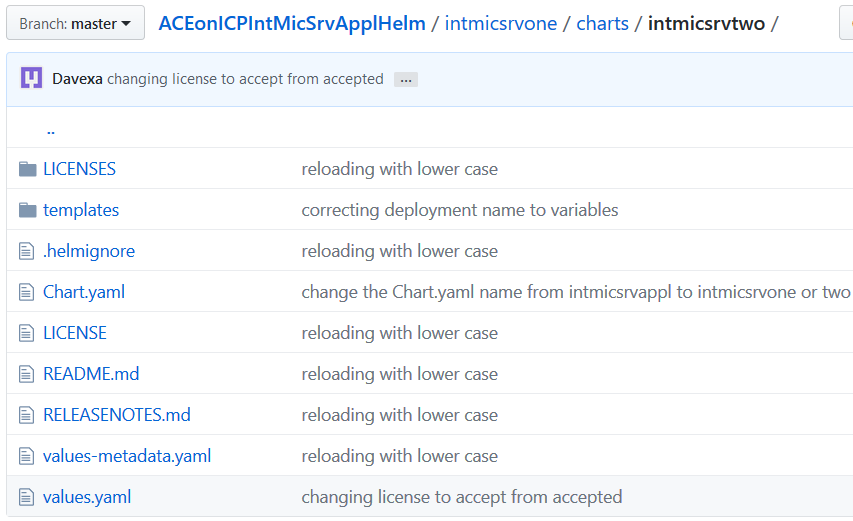 Branch: master ACEonICPIntMicSrvApplHelm / intmicsrvone / charts / intmicsrvtwo /
Davexa changing license to accept from accepted ...
..
LICENSES reloading with lower case
templates correcting deployment name to variables
.helmignore reloading with lower case
Chart.yaml change the Chart.yaml name from intmicsrvappl to intmicsrvone or two
LICENSE reloading with lower case
README.md reloading with lower case
RELEASENOTES.md reloading with lower case
values-metadata.yaml reloading with lower case
values.yaml changing license to accept from accepted